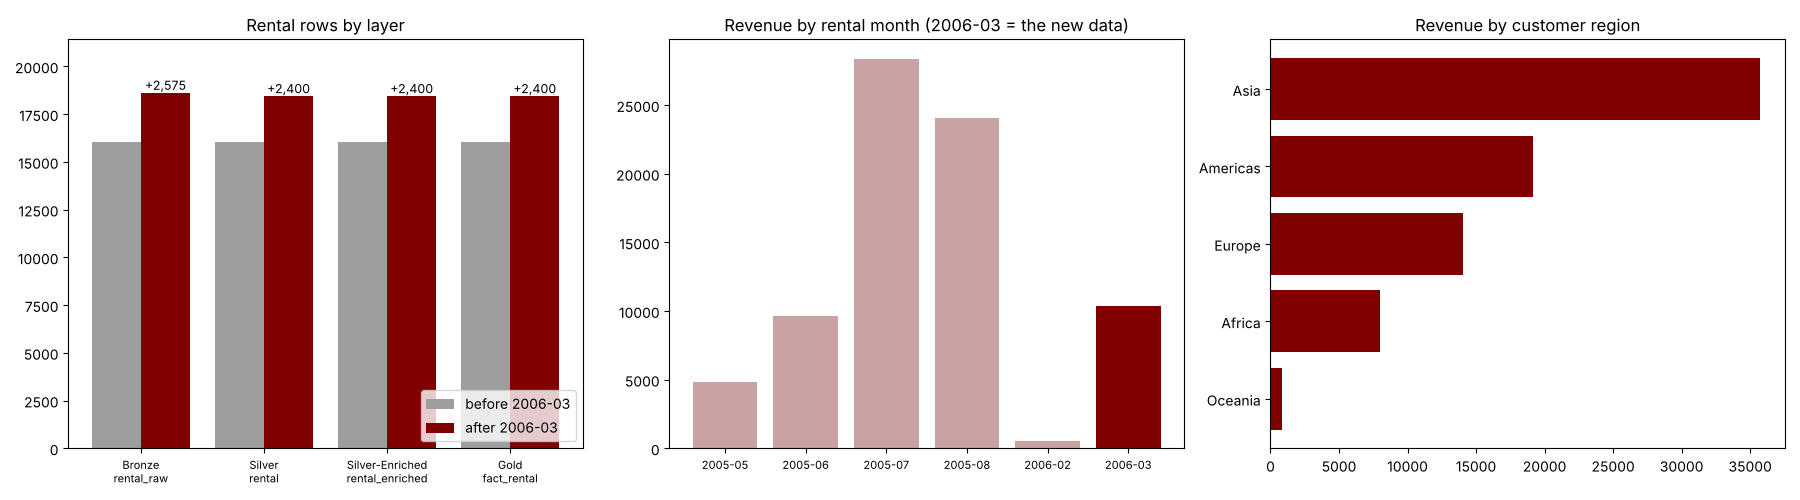 Rental rows by layer
20000
17500
15000
12500
10000
7500
5000
2500
0
+2,575
+2,400
+2,400
+2,400
before 2006-03
after 2006-03
Bronze
rental_raw
Silver
rental
Silver-Enriched
rental_enriched
Gold
fact_rental
Revenue by rental month (2006-03 = the new data)
25000
20000
15000
10000
5000
0
2005-05
2005-06
2005-07
2005-08
2006-02
2006-03
Revenue by customer region
Asia
Americas
Europe
Africa
Oceania
0
5000
10000
15000
20000
25000
30000
35000